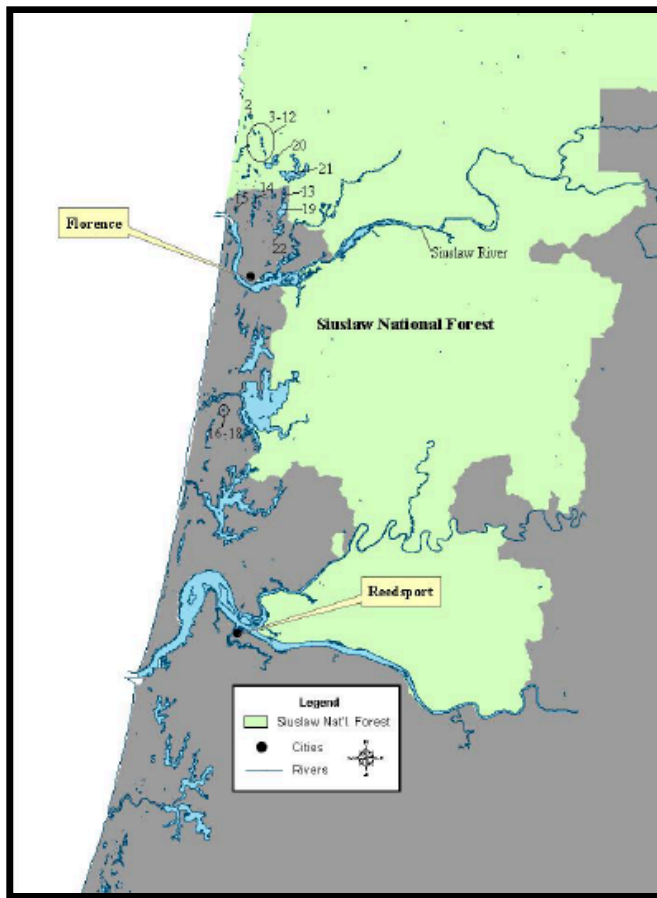 2
3-12
20
21
14
13
15
19
Florence
22
Siuslaw River
Siuslaw National Forest
16-18
Reedsport
Legend
Siuslaw Nat'l. Forest
Cities
Rivers